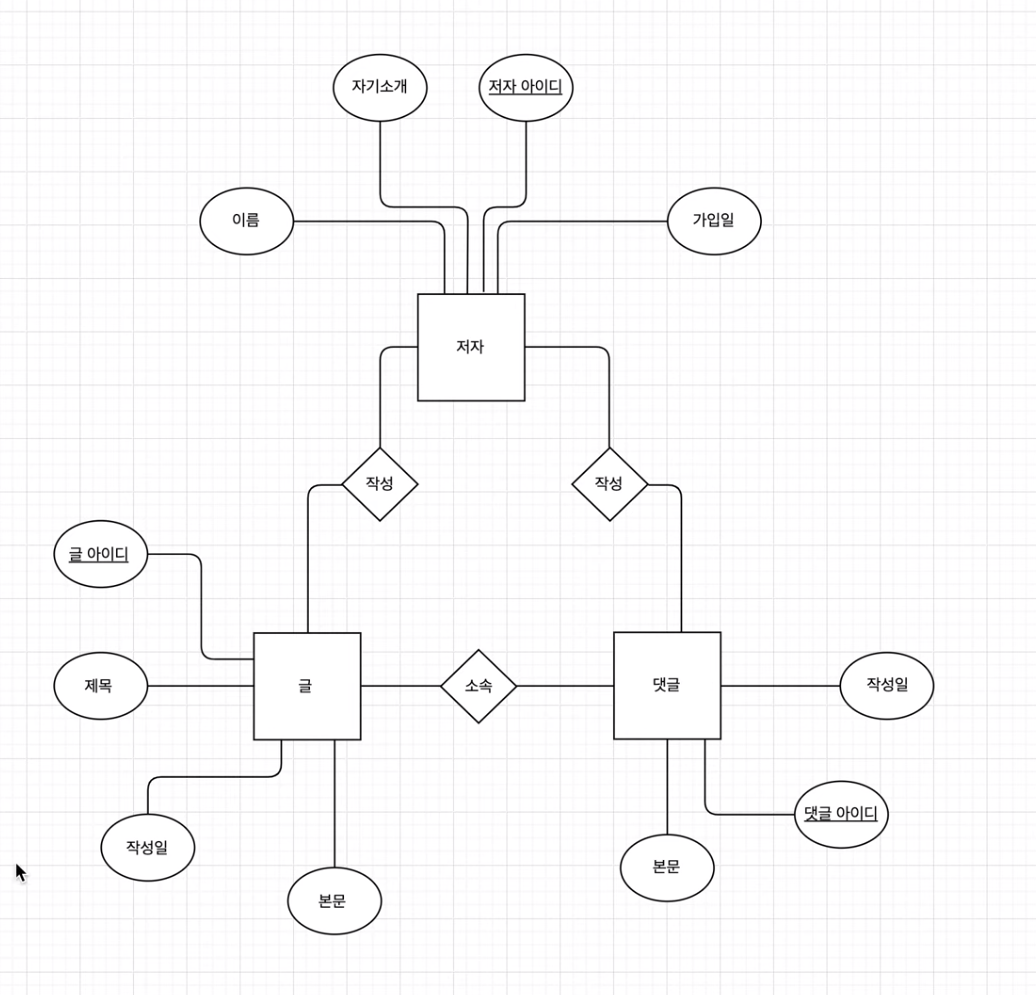 자기소개
저자 아이디
이름
가입일
저자
작성
작성
글 아이디
제목
글
소속
댓글
작성일
댓글 아이디
작성일
본문
본문